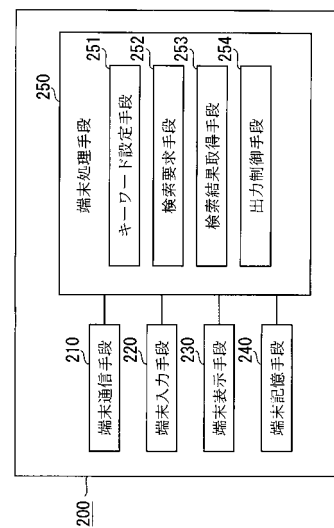 200
210
端末通信手段
220
端末入力手段
230
端末表示手段
240
端末記憶手段
250
端末処理手段
251
キーワード設定手段
252
検索要求手段
253
検索結果取得手段
254
出力制御手段